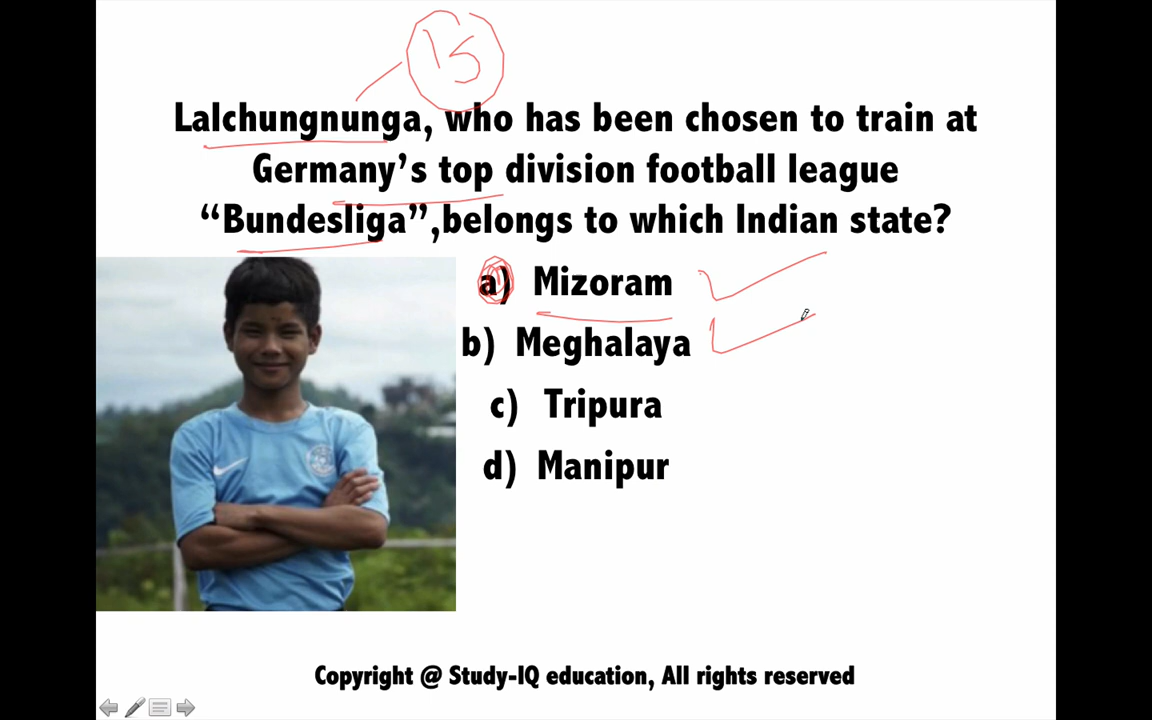 15
Lalchungnunga, who has been chosen to train at
Germany's top division football league
"Bundesliga",belongs to which Indian state?
a) Mizoram
b) Meghalaya
c) Tripura
d) Manipur
Copyright @ Study-IQ education, All rights reserved